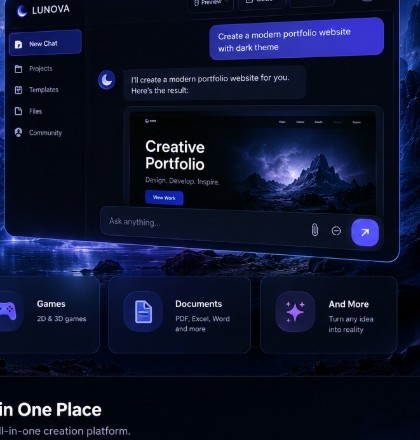 LUNOVA
Preview
Create a modern portfolio website
with dark theme
New Chat
Projects
Templates
Files
Community
I'll create a modern portfolio website for you.
Here's the result:
Creative
Portfolio
Design. Develop. Inspire.
View Work
Ask anything...
Games
2D & 3D games
Documents
PDF, Excel, Word
and more
And More
Turn any idea
into reality
in One Place
ll-in-one creation platform.